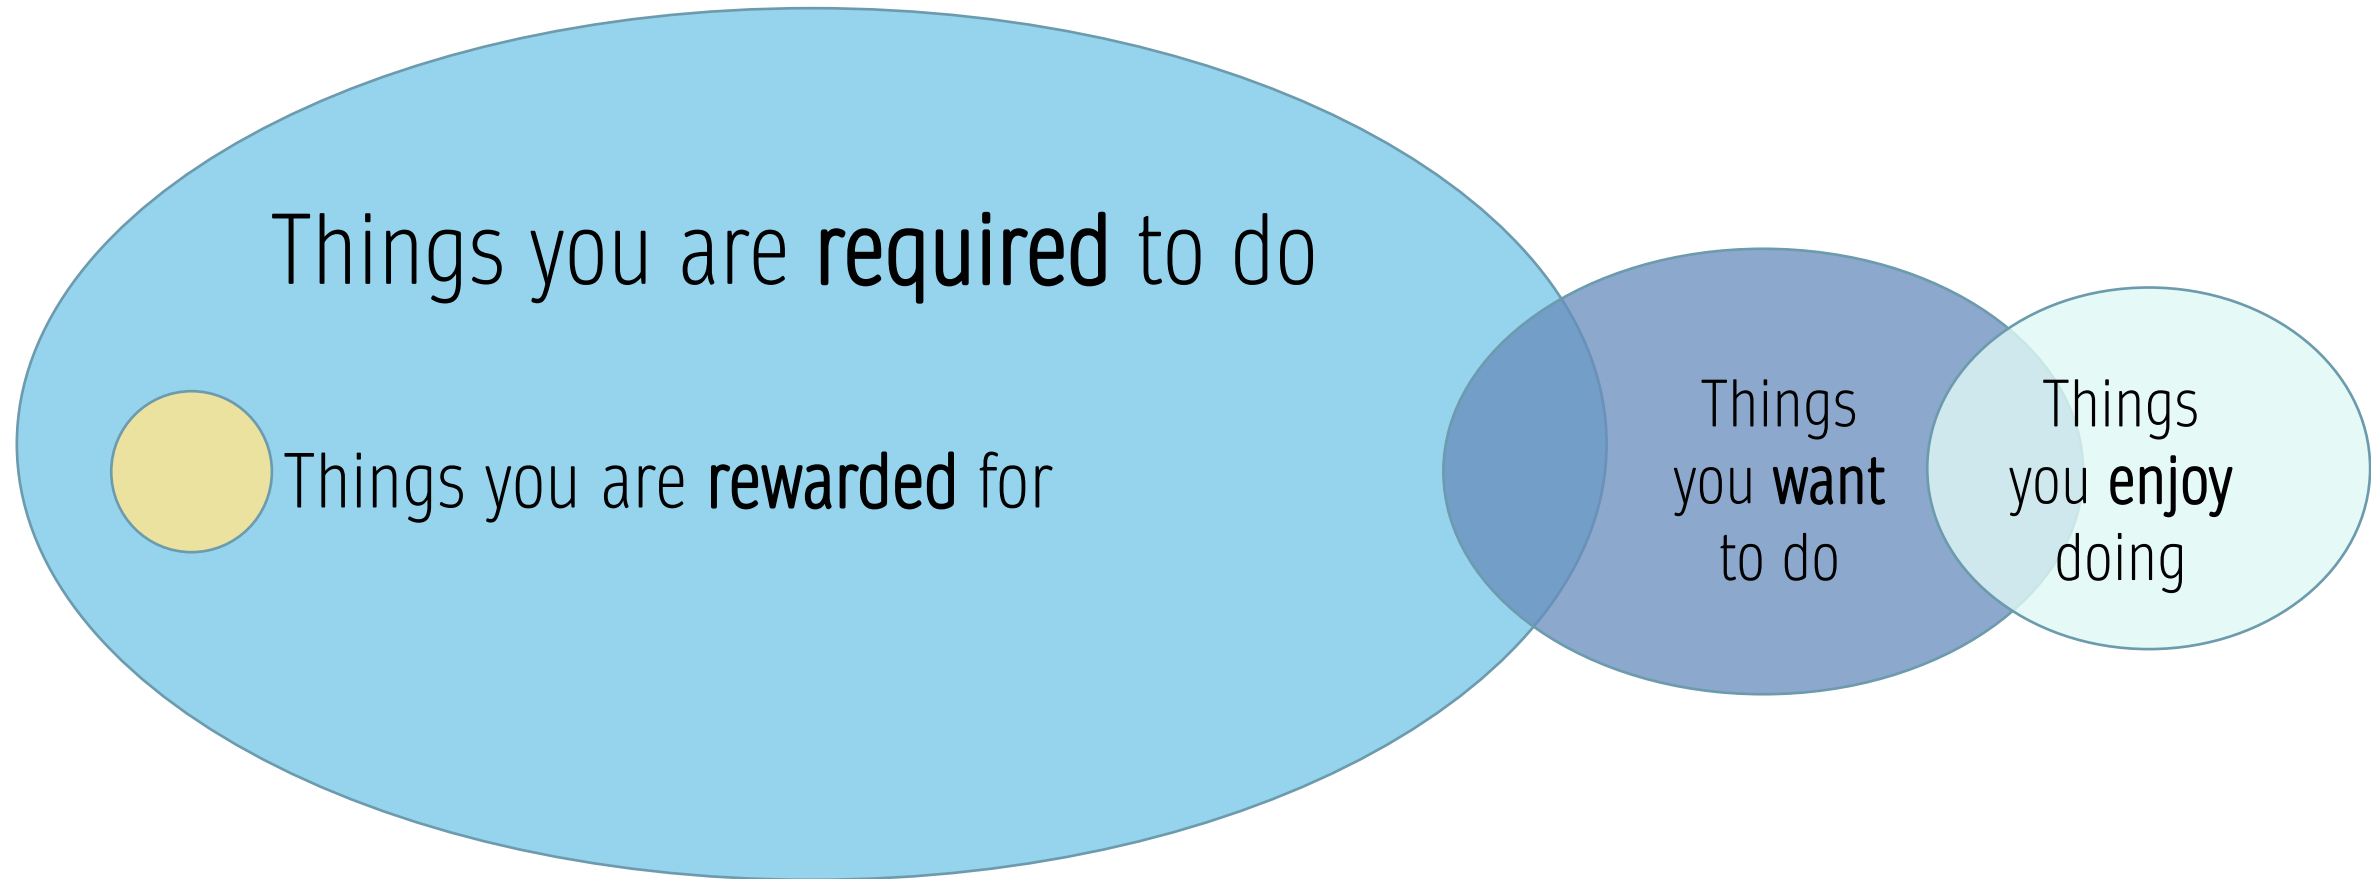 Things you are required to do
Things you are rewarded for
Things
you want
to do
Things
you enjoy
doing